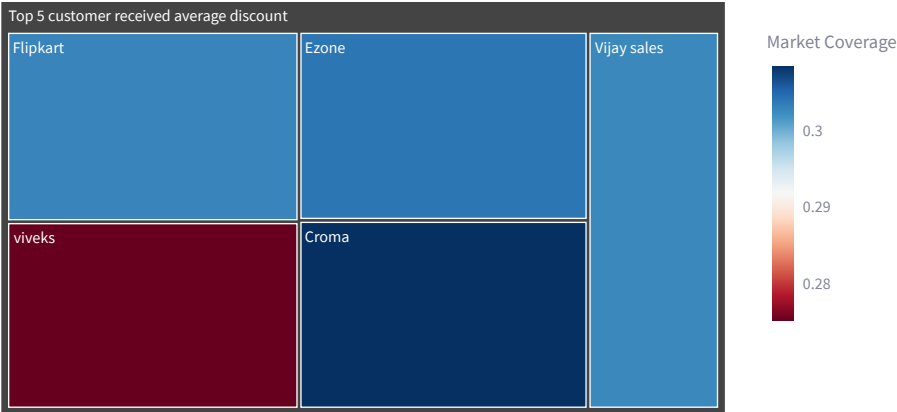 Top 5 customer received average discount
Flipkart
Ezone
Vijay sales
viveks
Croma
Market Coverage
0.3
0.29
0.28